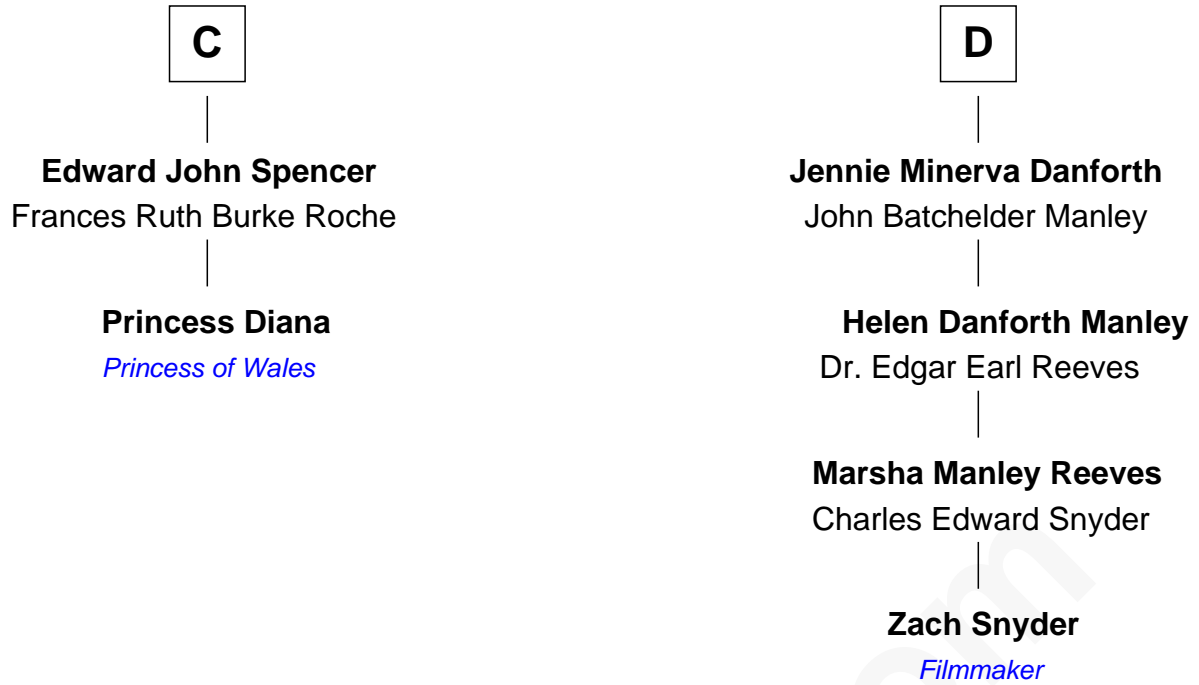 C
Edward John Spencer
Frances Ruth Burke Roche
Princess Diana
Princess of Wales
D
Jennie Minerva Danforth
John Batchelder Manley
Helen Danforth Manley
Dr. Edgar Earl Reeves
Marsha Manley Reeves
Charles Edward Snyder
Zach Snyder
Filmmaker